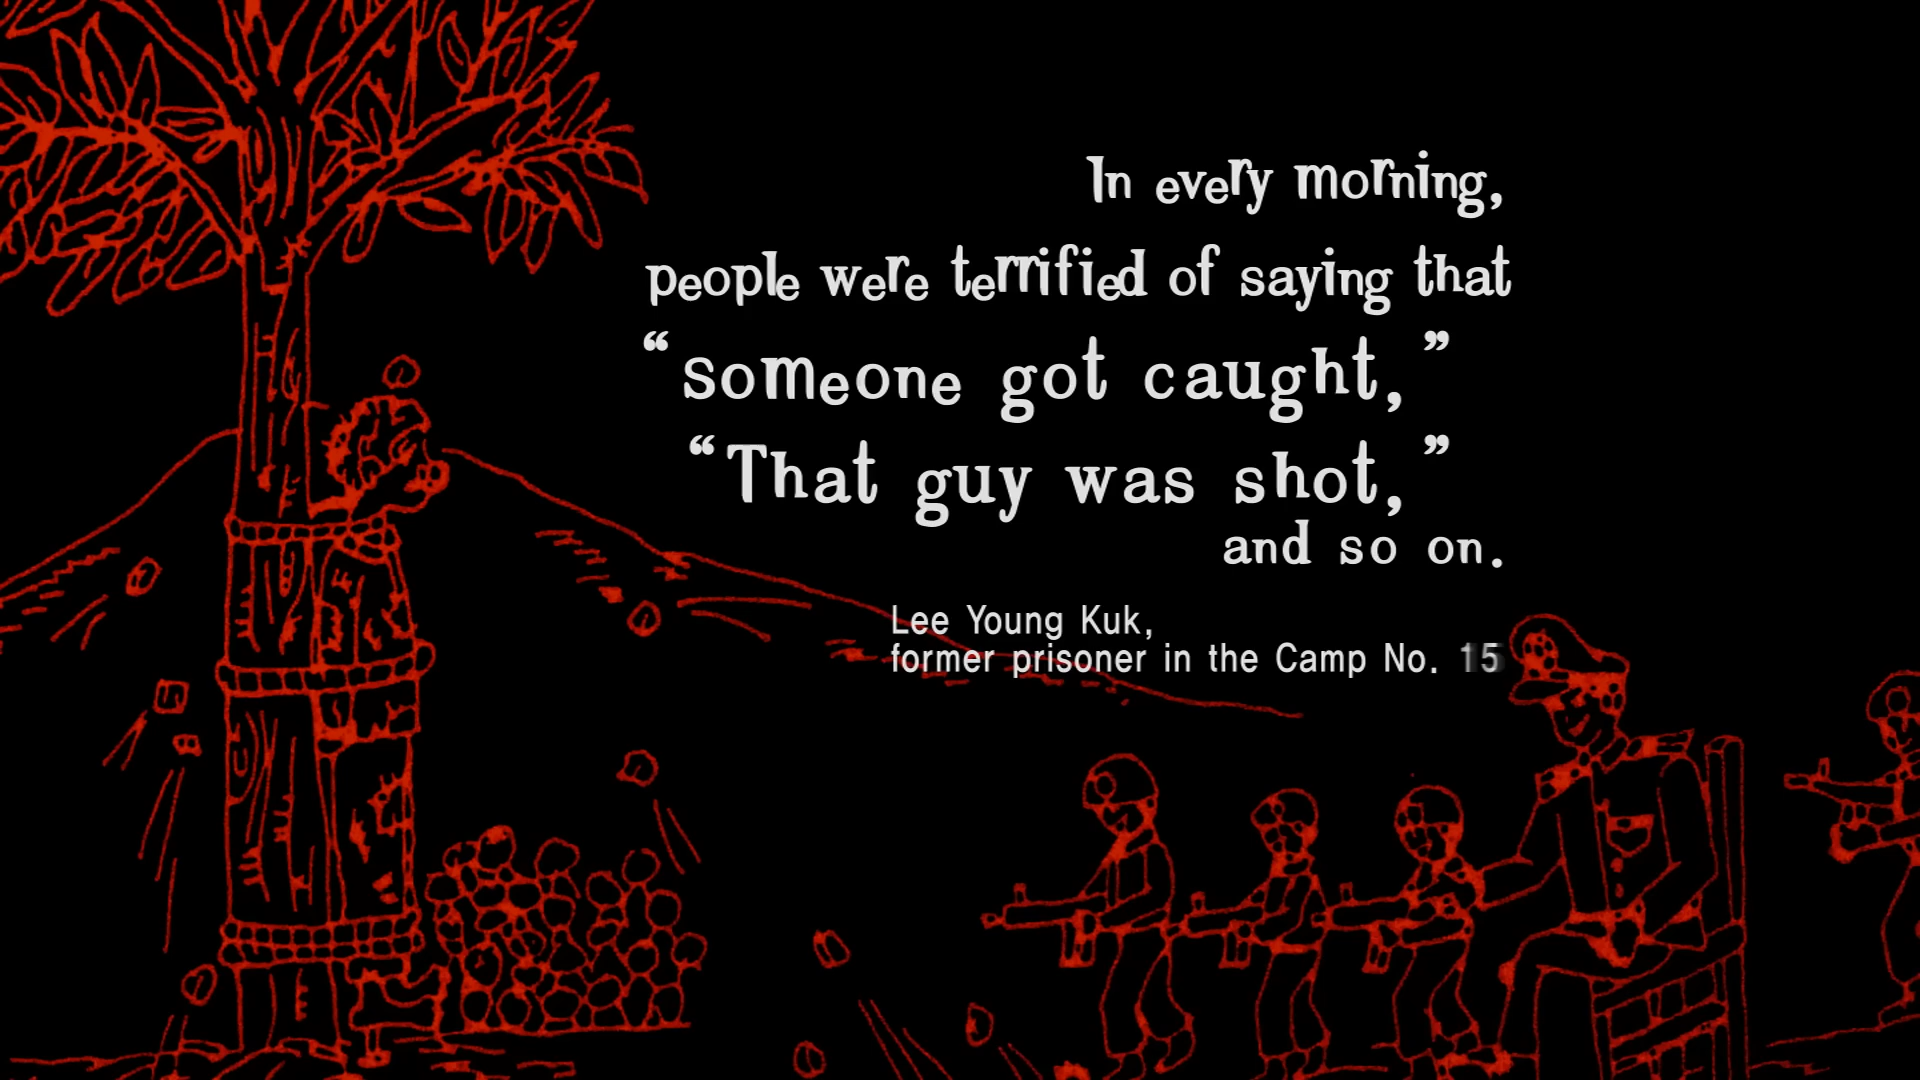 In every morning,
people were terrified of saying that
“someone got caught,”
“That guy was shot,”
and so on.
Lee Young Kuk,
former prisoner in the Camp No. 15